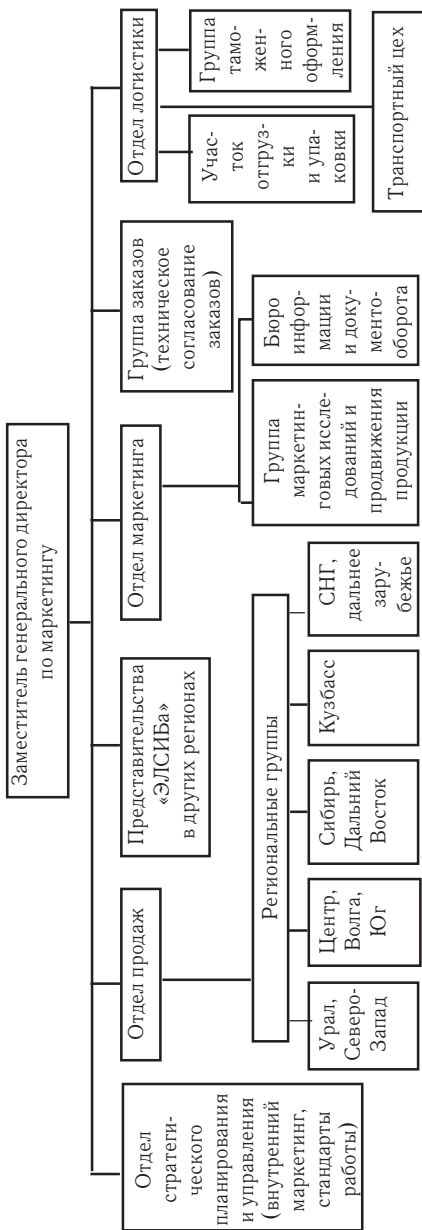 Заместитель генерального директора
по маркетингу
Отдел
стратеги-
ческого
планирования
и управления
(внутренний
маркетинг,
стандарты
работы)
Отдел продаж
Представительства
«ЭЛСИБа»
в других регионах
Отдел маркетинга
Группа заказов
(техническое
согласование
заказов)
Отдел логистики
Региональные группы
Урал,
Северо-
Запад
Центр,
Волга,
Юг
Сибирь,
Дальний
Восток
Кузбасс
СНГ,
дальнее
зару-
бежье
Группа
маркетин-
говых иссле-
дований и
продвижения
продукции
Бюро
инфор-
мации
и доку-
менто-
оборота
Учас-
ток
отгруз-
ки
и упа-
ковки
Группа
тамо-
жен-
ного
оформ-
ления
Транспортный цех